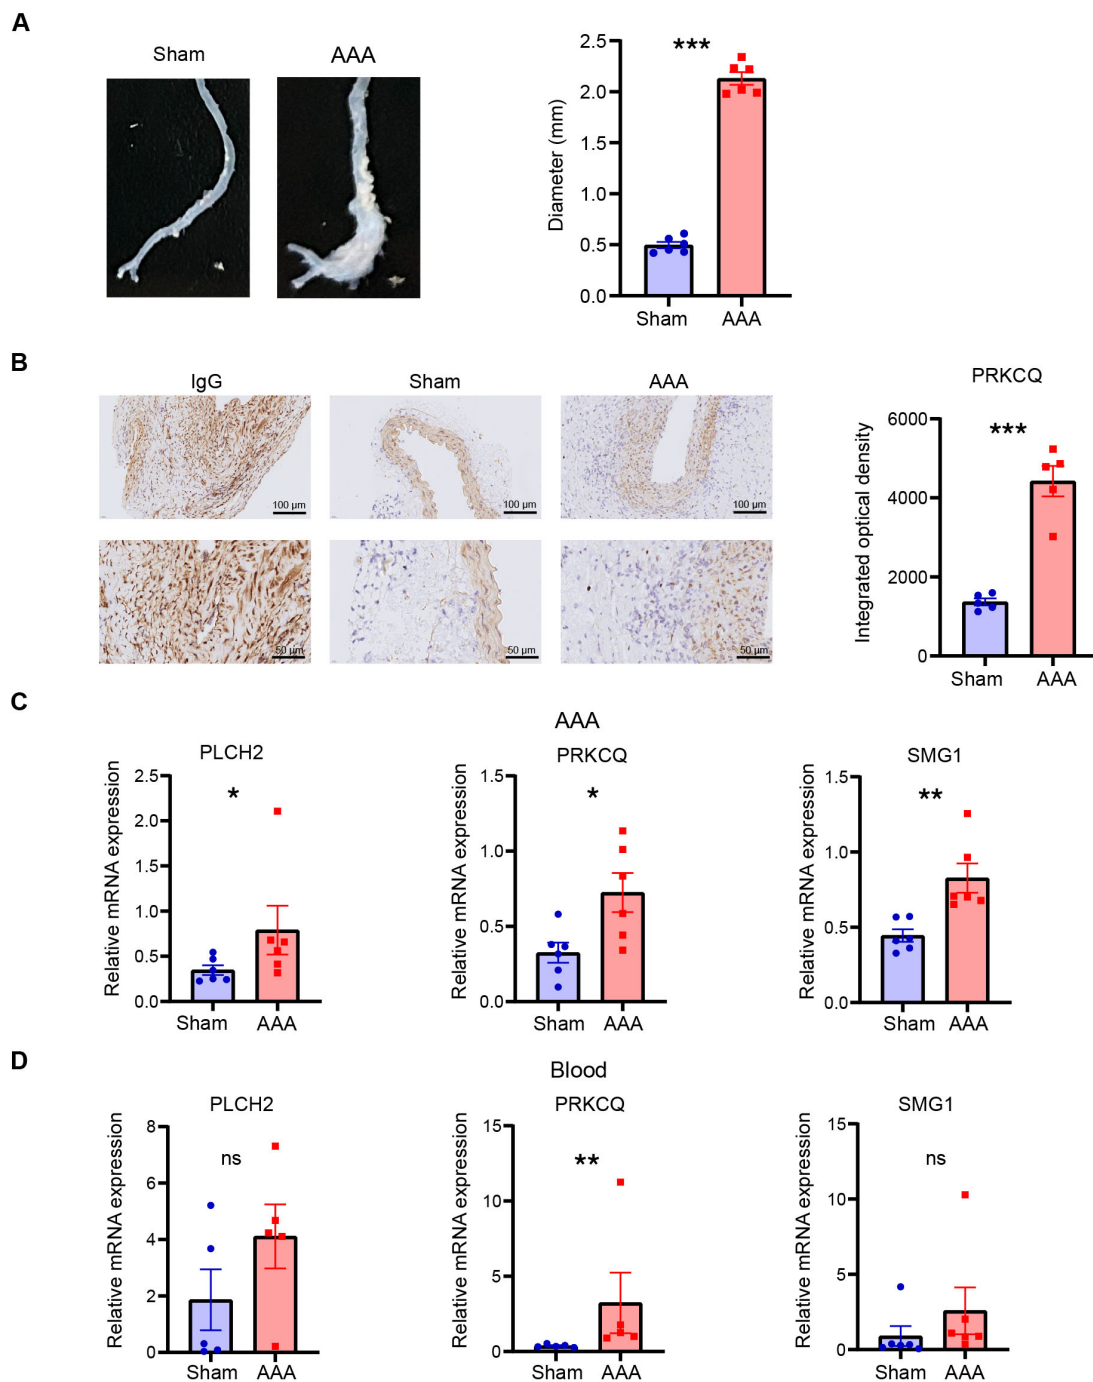 A
Sham
AAA
Diameter (mm)
2.5
2.0
1.5
1.0
0.5
0.0
***
Sham
AAA
B
IgG
Sham
AAA
100 µm
100 µm
100 µm
50 µm
50 µm
50 µm
PRKCQ
Integrated optical density
6000
4000
2000
0
***
Sham
AAA
C
AAA
PLCH2
Relative mRNA expression
2.5
2.0
1.5
1.0
0.5
0.0
*
Sham
AAA
PRKCQ
Relative mRNA expression
1.5
1.0
0.5
0.0
*
Sham
AAA
SMG1
Relative mRNA expression
1.5
1.0
0.5
0.0
**
Sham
AAA
D
Blood
PLCH2
Relative mRNA expression
8
6
4
2
0
ns
Sham
AAA
PRKCQ
Relative mRNA expression
15
10
5
0
**
Sham
AAA
SMG1
Relative mRNA expression
15
10
5
0
ns
Sham
AAA